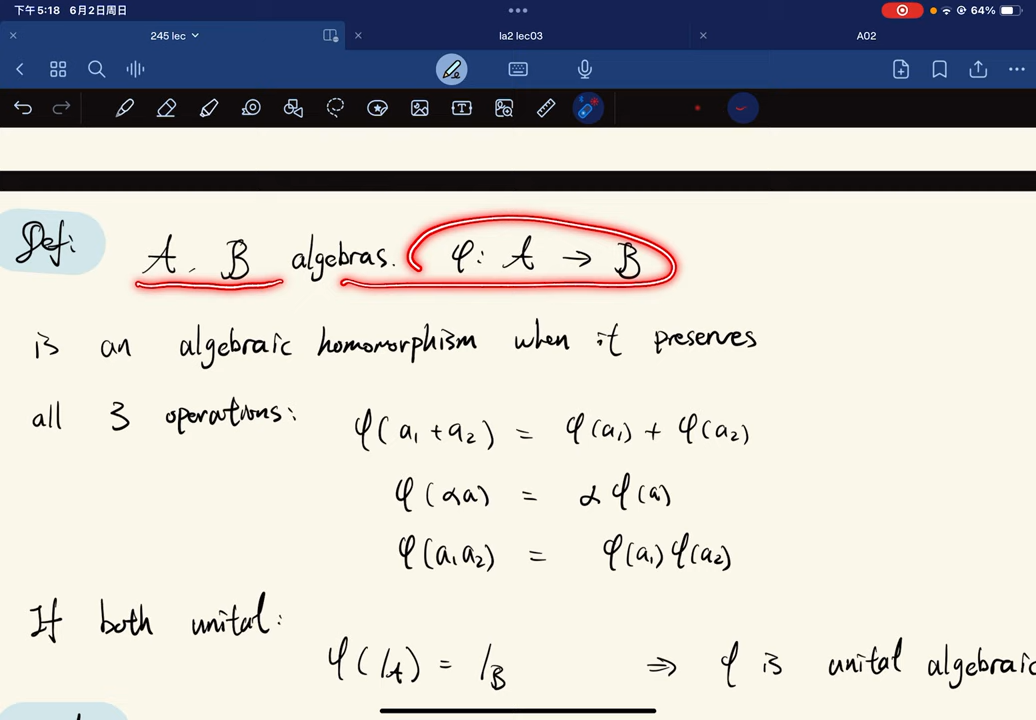 下午5:18 6月2日周日
64%
245 lec
la2 lec03
A02
Def:
A, B algebras. φ: A → B
is an algebraic homomorphism when it preserves
all 3 operations: φ(a₁ + a₂) = φ(a₁) + φ(a₂)
φ(αa) = αφ(a)
φ(a₁a₂) = φ(a₁)φ(a₂)
If both unital:
φ(1_A) = 1_B ⇒ φ is unital algebraic